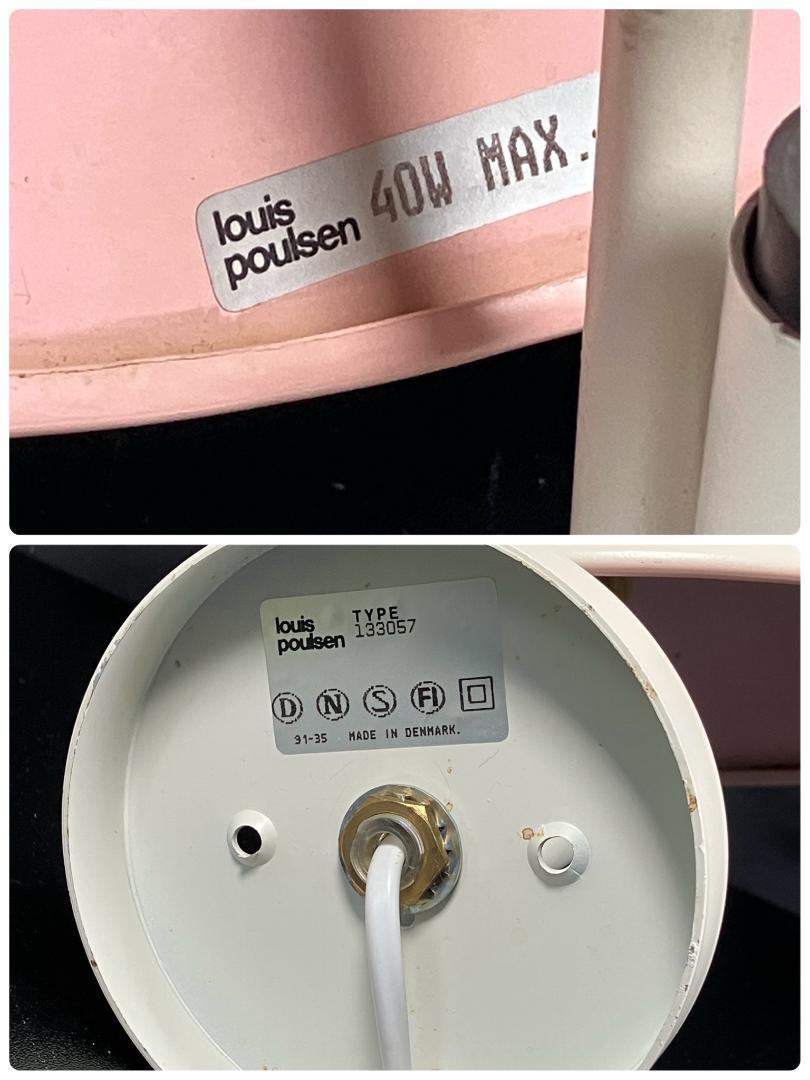 louis
poulsen 40W MAX.
louis
poulsen
TYPE
133057
D N S FI
91-35 MADE IN DENMARK.